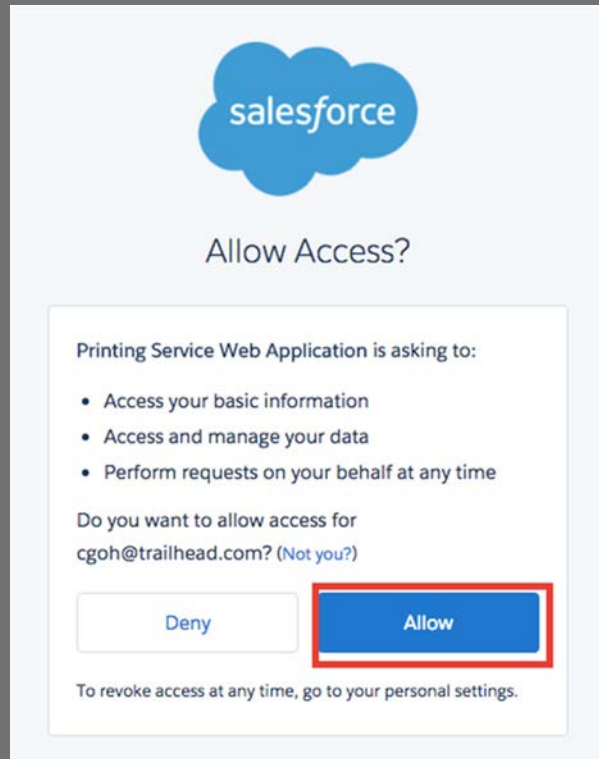 salesforce
Allow Access?
Printing Service Web Application is asking to:
• Access your basic information
• Access and manage your data
• Perform requests on your behalf at any time
Do you want to allow access for
cgoh@trailhead.com? (Not you?)
Deny
Allow
To revoke access at any time, go to your personal settings.